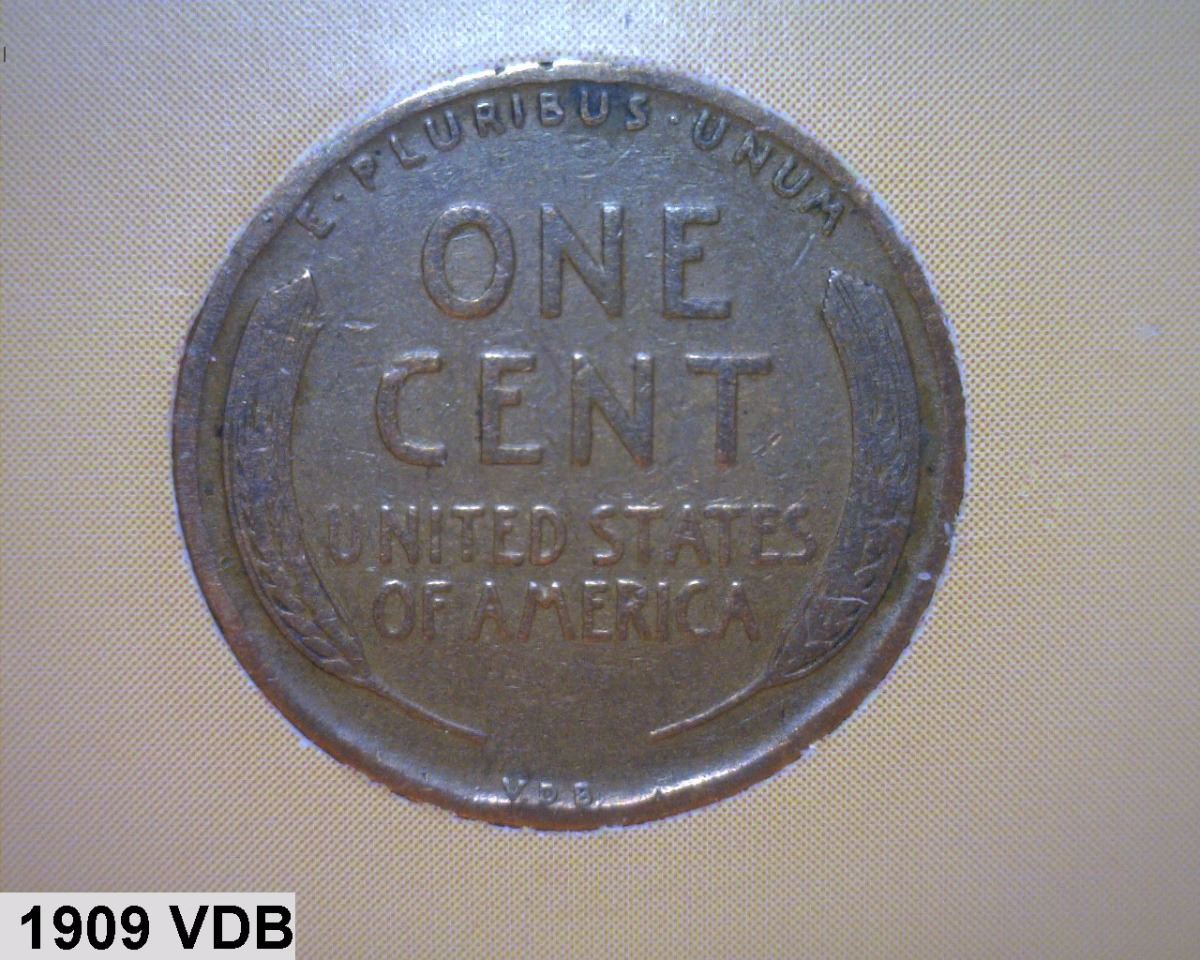 E · PLURIBUS · UNUM
ONE
CENT
UNITED STATES
OF AMERICA
V.D.B.
1909 VDB